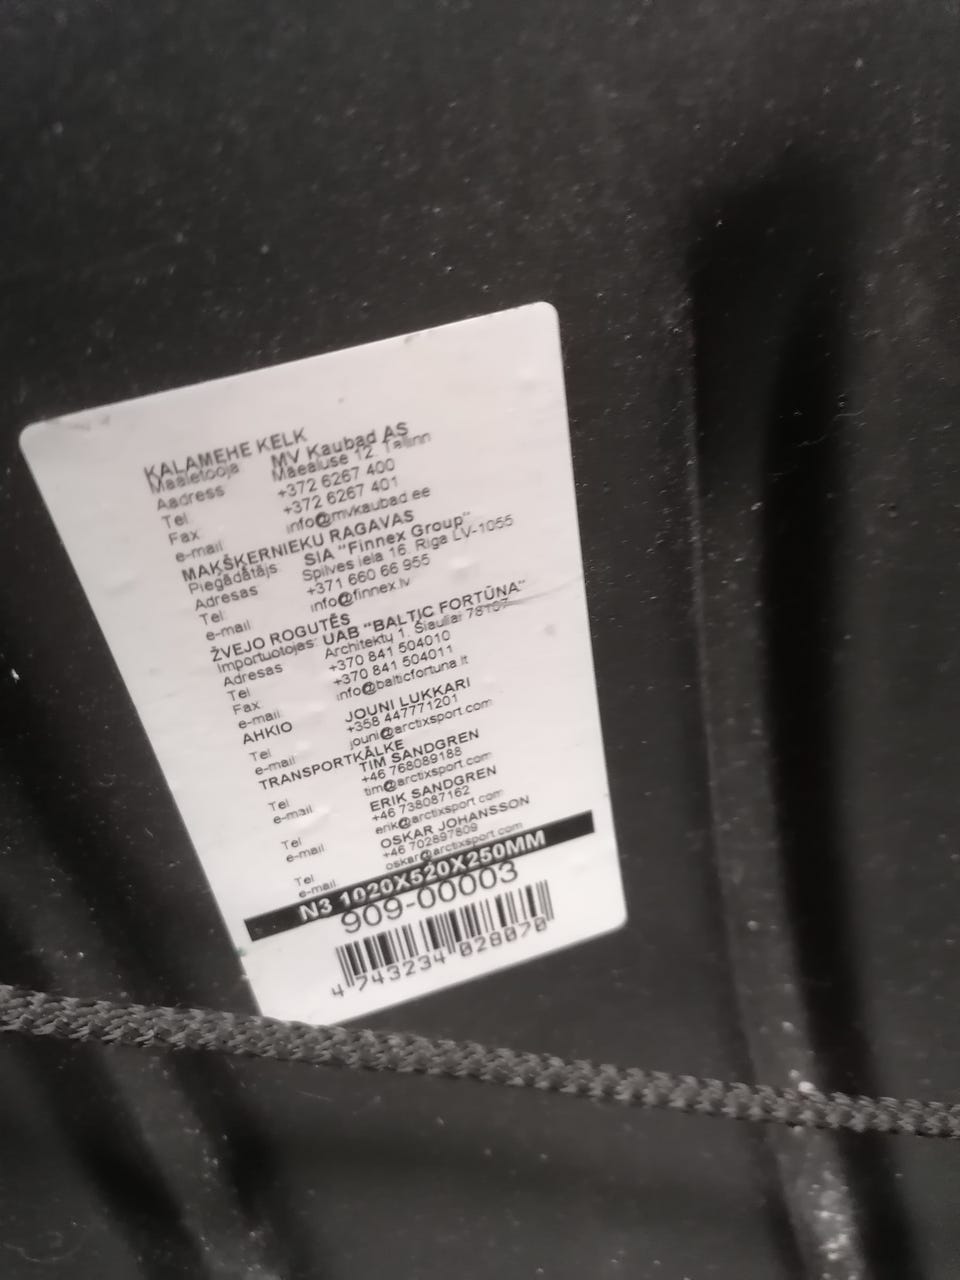 KALAMEHE KELK
Maaletooja MV Kaubad AS
Aadress Mäealuse 12. Tallinn
Tel. +372 6267 400
Fax +372 6267 401
e-mail info@mvkaubad.ee
MAKŠĶERNIEKU RAGAVAS
Piegādātājs: SIA "Finnex Group"
Adresas Spilves iela 16. Riga LV-1055
Tel. +371 660 66 955
e-mail info@finnex.lv
ŽVEJO ROGUTĖS
Importuotojas: UAB "BALTIC FORTŪNA"
Adresas Architektų 1. Šiauliai 78107
Tel +370 841 504010
Fax +370 841 504011
e-mail info@balticfortuna.lt
AHKIO JOUNI LUKKARI
Tel +358 447771201
e-mail jouni@arctixsport.com
TRANSPORTKÄLKE
TIM SANDGREN
Tel +46 768089188
e-mail tim@arctixsport.com
ERIK SANDGREN
Tel +46 738087162
e-mail erik@arctixsport.com
OSKAR JOHANSSON
Tel +46 702897809
e-mail oskar@arctixsport.com
N3 1020X520X250MM
909-00003
4 743234 028070